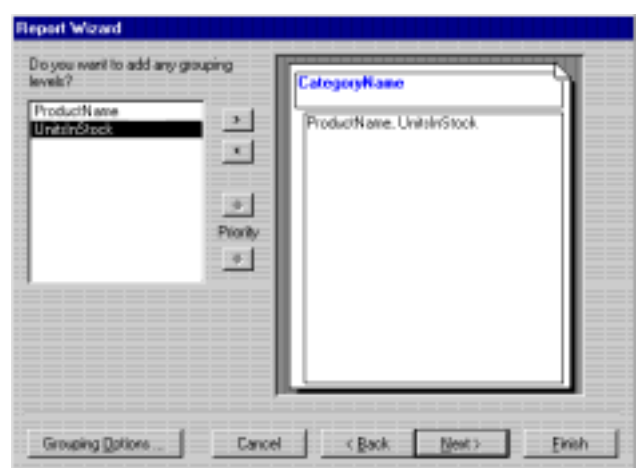 Report Wizard
Do you want to add any grouping
levels?
ProductName
UnitsInStock
>
<
Priority
CategoryName
ProductName, UnitsInStock
Grouping Options ...
Cancel
< Back
Next >
Finish